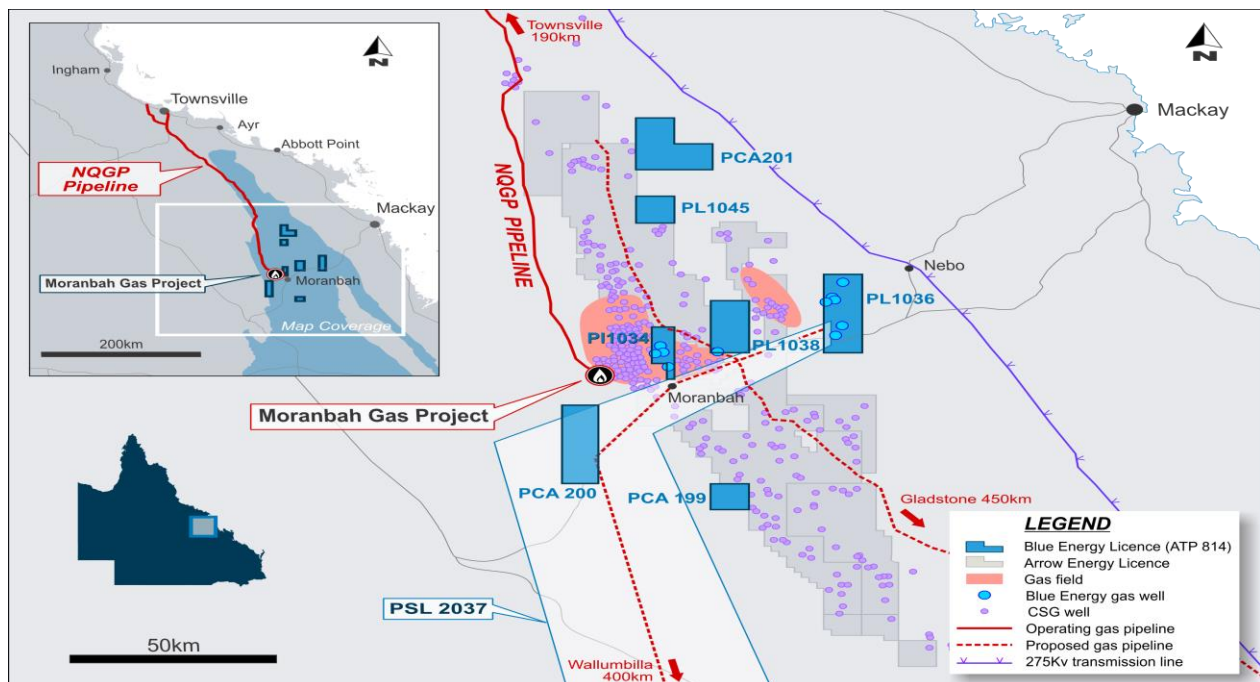 N
Ingham
Townsville
Ayr
Abbott Point
NQGP
Pipeline
Mackay
Moranbah Gas Project
Moranbah
Map Coverage
200km
Townsville
190km
N
Mackay
NQGP PIPELINE
PCA201
PL1045
Nebo
PL1036
Pl1034
PL1038
Moranbah Gas Project
Moranbah
PCA 200
PCA 199
Gladstone 450km
PSL 2037
50km
Wallumbilla
400km
LEGEND
Blue Energy Licence (ATP 814)
Arrow Energy Licence
Gas field
Blue Energy gas well
CSG well
Operating gas pipeline
Proposed gas pipeline
275Kv transmission line